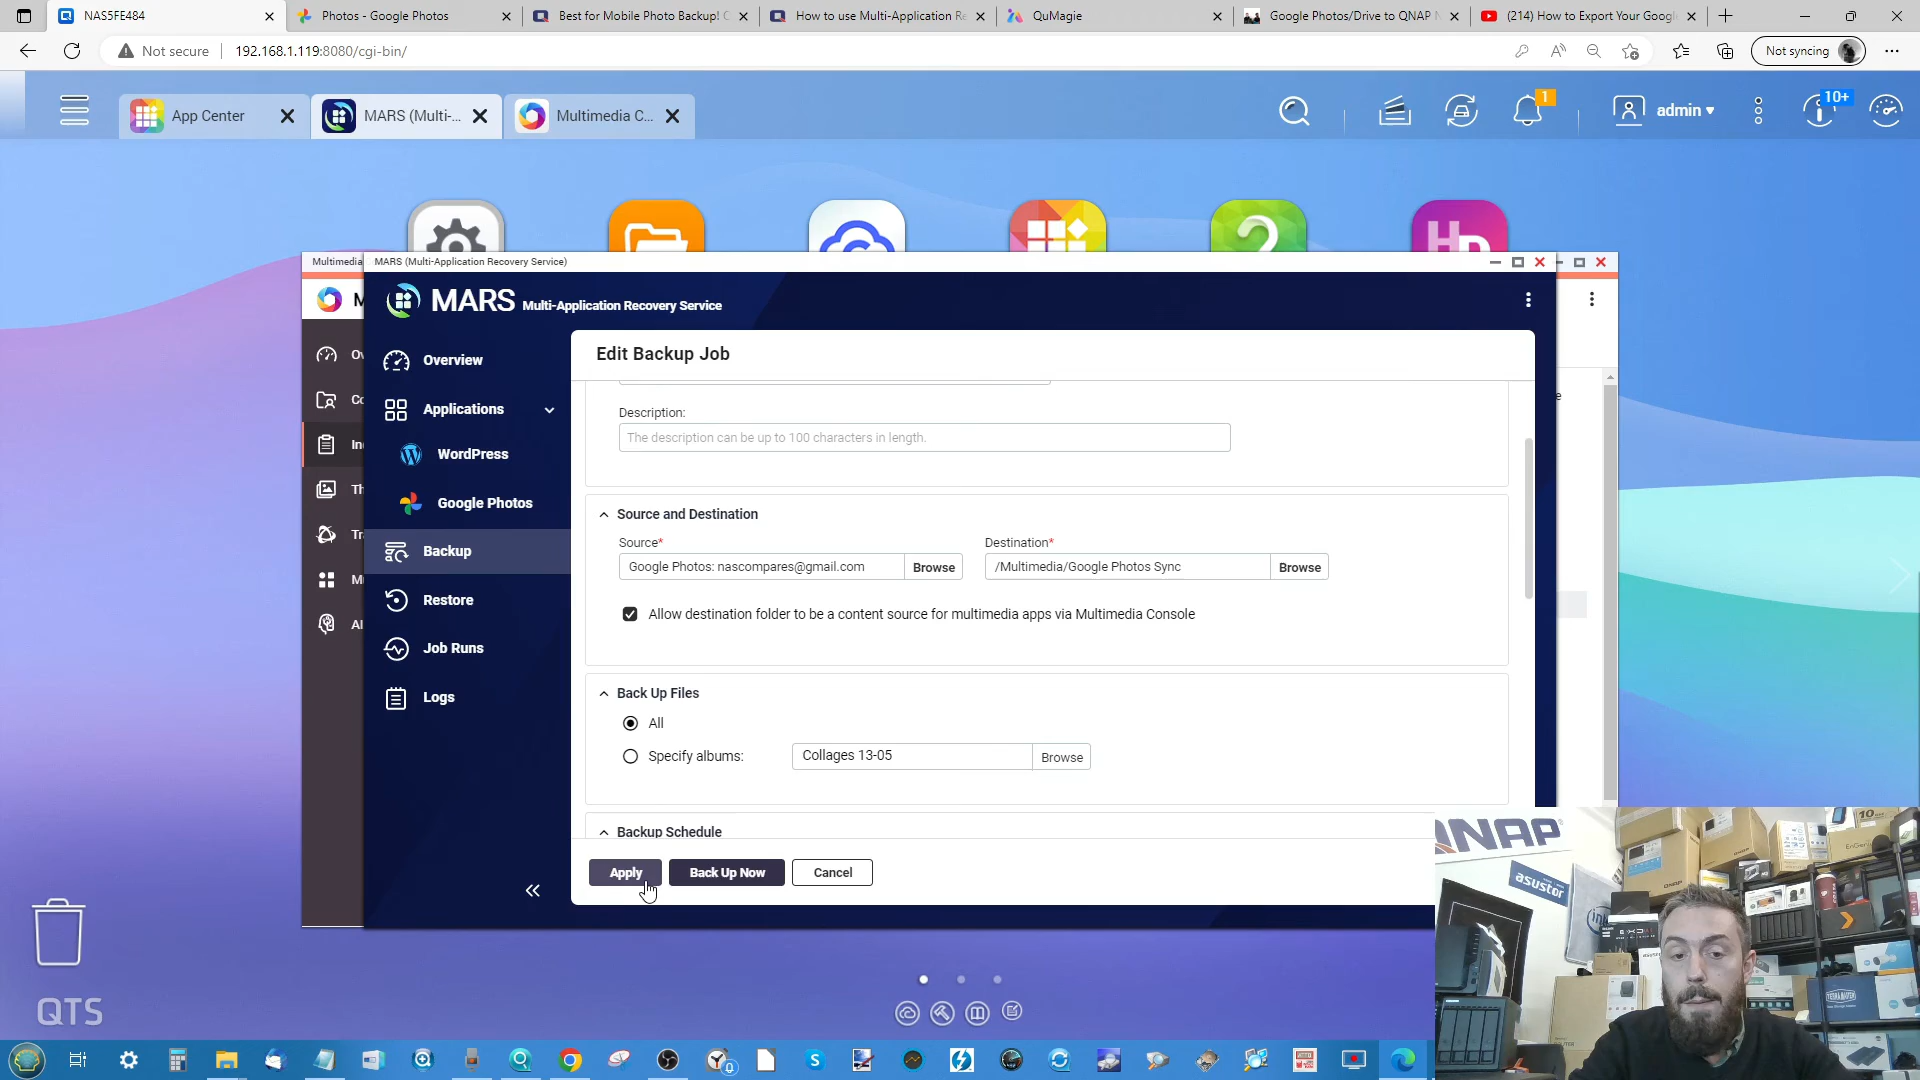 NAS5FE484
Photos - Google Photos
Best for Mobile Photo Backup! C
How to use Multi-Application Re
QuMagie
Google Photos/Drive to QNAP N
(214) How to Export Your Googl
Not secure
192.168.1.119:8080/cgi-bin/
Not syncing
App Center
MARS (Multi-...
Multimedia C...
1
admin
10+
Multimedia
MARS (Multi-Application Recovery Service)
MARS Multi-Application Recovery Service
Overview
Applications
WordPress
Google Photos
Backup
Restore
Job Runs
Logs
Edit Backup Job
Description:
The description can be up to 100 characters in length.
Source and Destination
Source*
Destination*
Google Photos: nascompares@gmail.com
Browse
/Multimedia/Google Photos Sync
Browse
Allow destination folder to be a content source for multimedia apps via Multimedia Console
Back Up Files
All
Specify albums:
Collages 13-05
Browse
Backup Schedule
Apply
Back Up Now
Cancel
QTS
QNAP
asustor